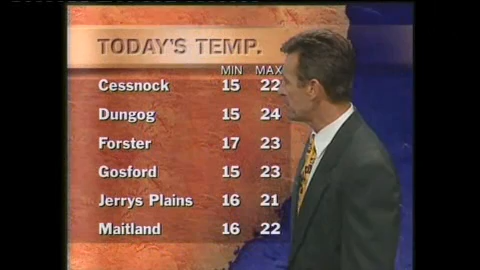 TODAY'S TEMP.
MIN MAX
Cessnock 15 22
Dungog 15 24
Forster 17 23
Gosford 15 23
Jerrys Plains 16 21
Maitland 16 22